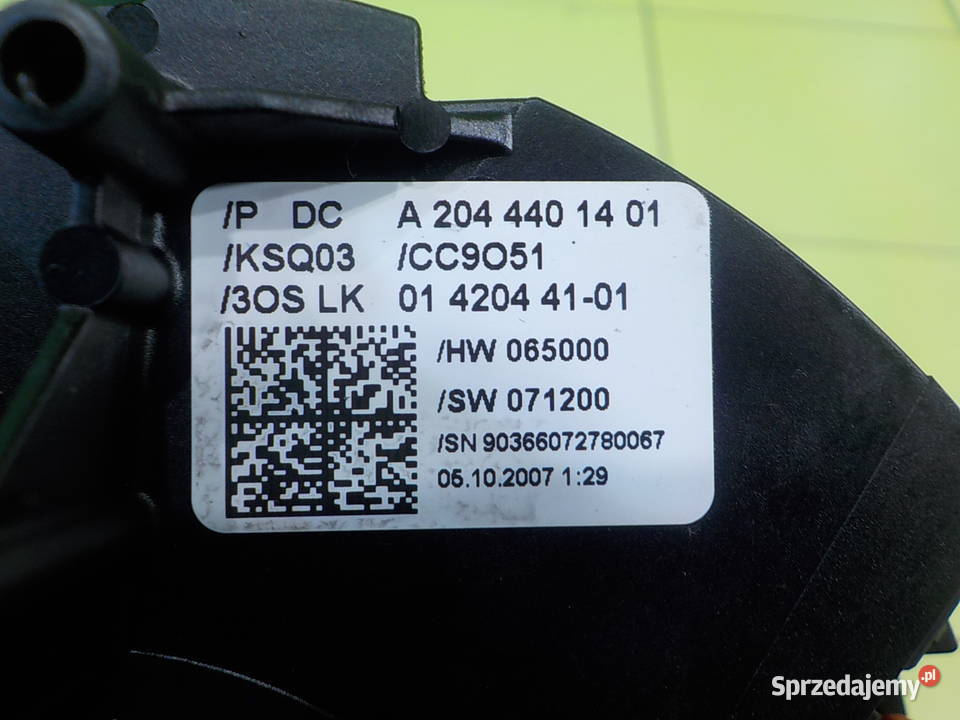 /P DC A 204 440 14 01
/KSQ03 /CC9O51
/3OS LK 01 4204 41-01
/HW 065000
/SW 071200
/SN 90366072780067
05.10.2007 1:29
Sprzedajemy.pl